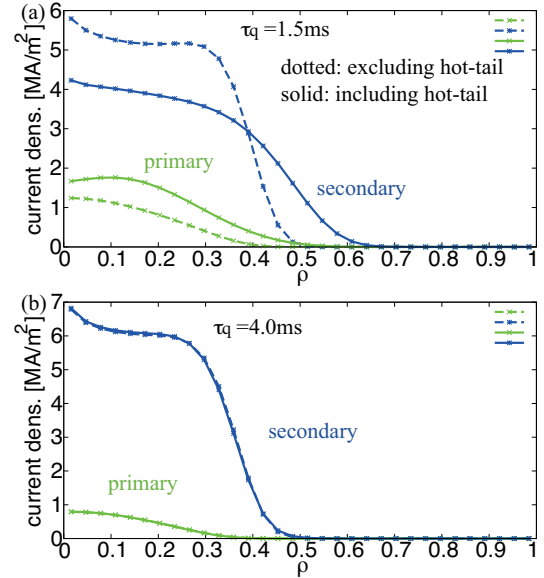 (a)
τq =1.5ms
dotted: excluding hot-tail
solid: including hot-tail
primary
secondary
current dens. [MA/m²]
6
5
4
3
2
1
0
0 0.1 0.2 0.3 0.4 0.5 0.6 0.7 0.8 0.9 1
ρ
(b)
τq =4.0ms
secondary
primary
current dens. [MA/m²]
7
6
5
4
3
2
1
0
0 0.1 0.2 0.3 0.4 0.5 0.6 0.7 0.8 0.9 1
ρ